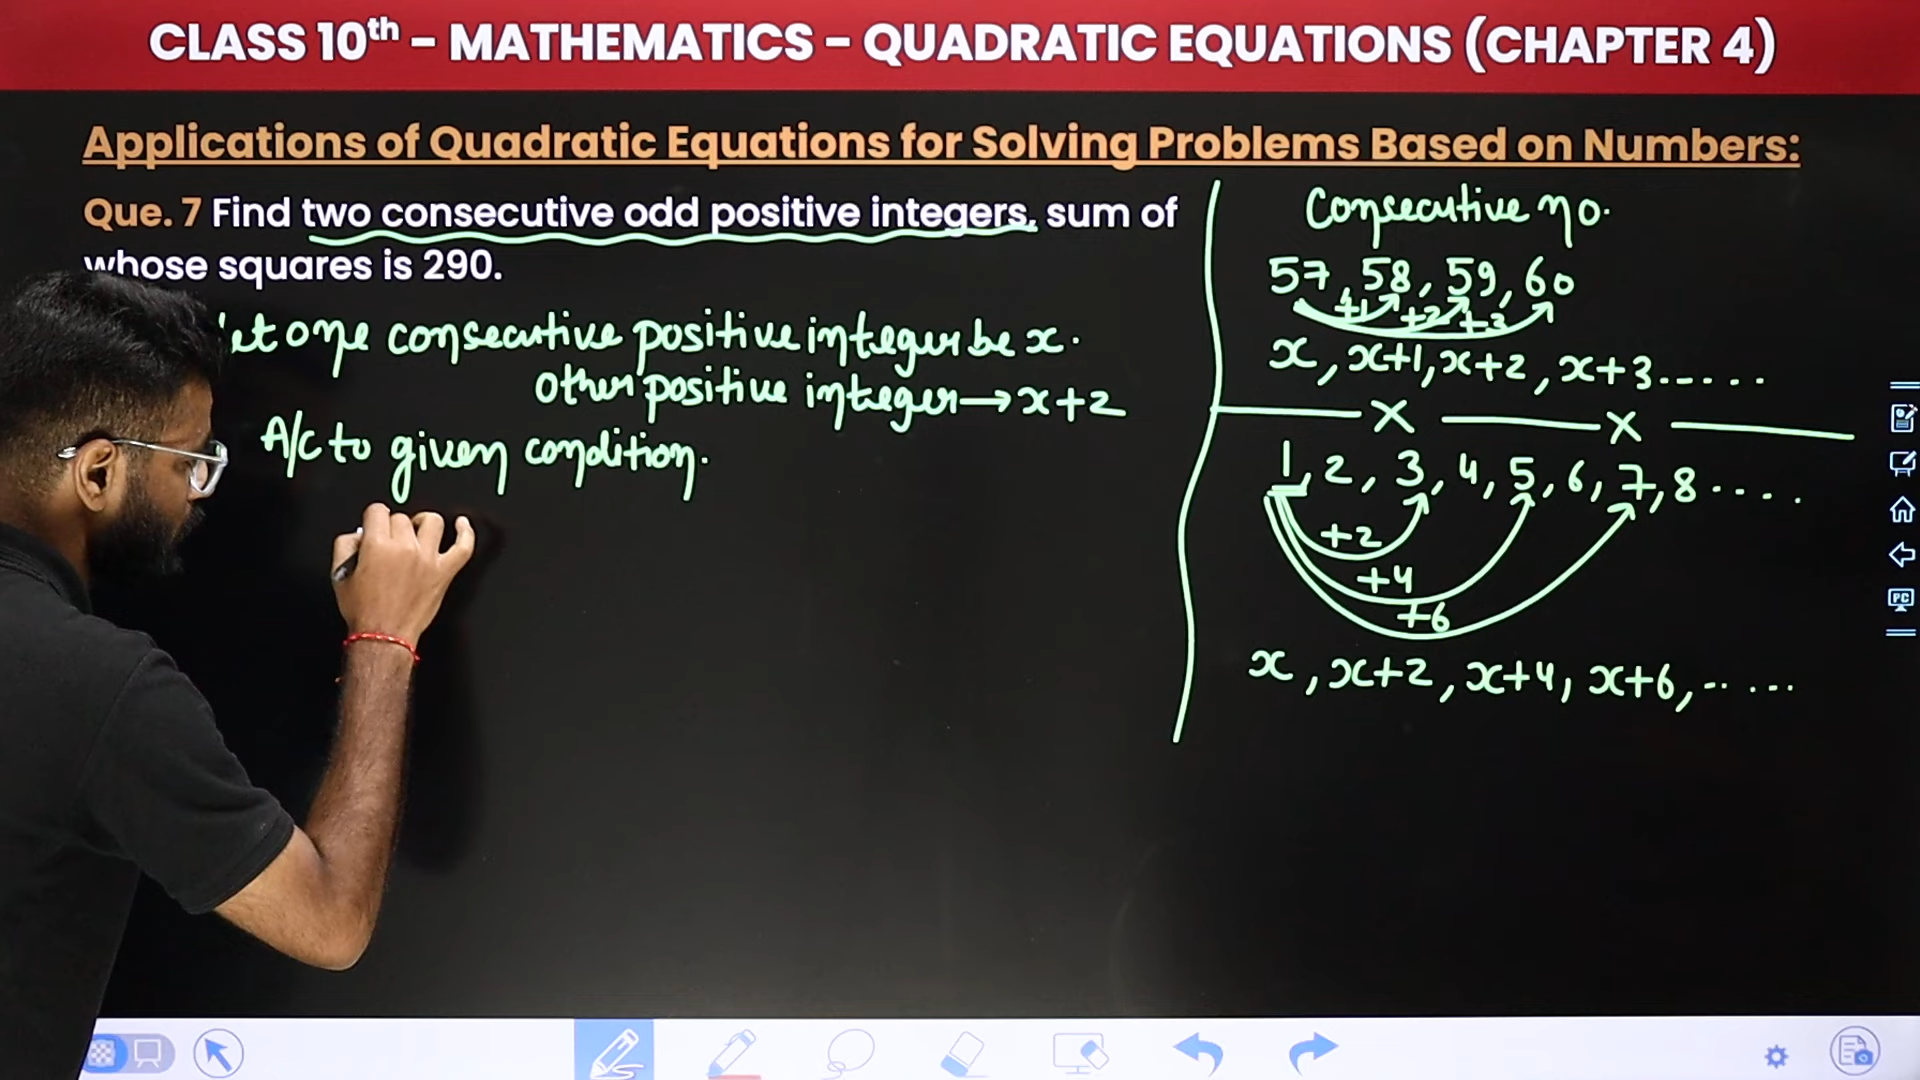 CLASS 10th - MATHEMATICS - QUADRATIC EQUATIONS (CHAPTER 4)
Applications of Quadratic Equations for Solving Problems Based on Numbers:
Que. 7 Find two consecutive odd positive integers, sum of
whose squares is 290.
et one consecutive positive integer be x.
Other positive integer → x+2
A/C to given condition.
Consecutive no.
57, 58, 59, 60
+1 +2 +3
x, x+1, x+2, x+3.....
x x
1, 2, 3, 4, 5, 6, 7, 8....
+2
+4
+6
x, x+2, x+4, x+6, .....
PC